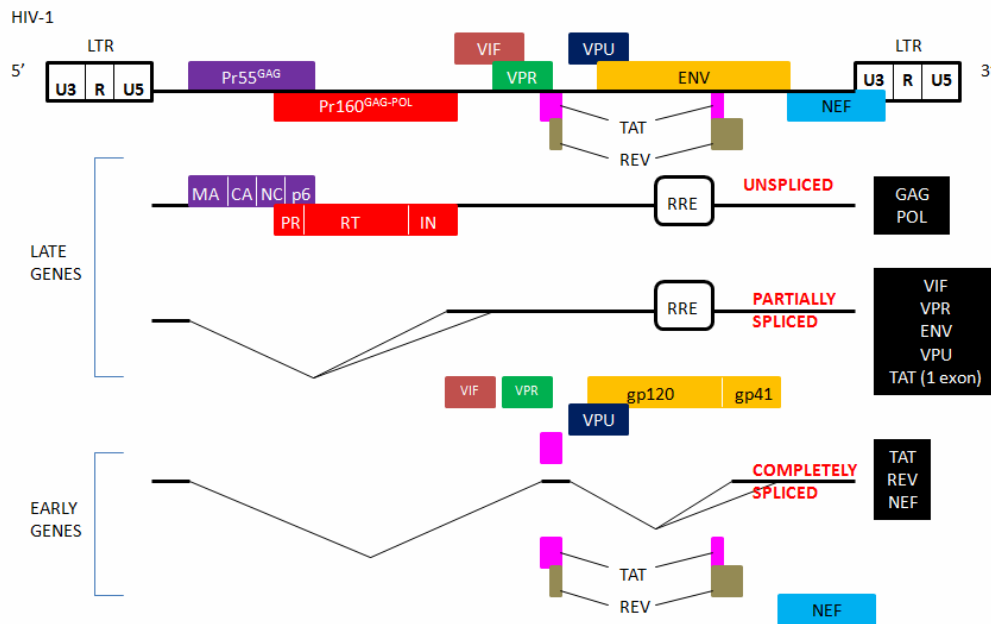 HIV-1
LTR
VIF
VPU
LTR
5’
U3 R U5
Pr55GAG
VPR
ENV
U3 R U5
3’
Pr160GAG-POL
NEF
TAT
REV
LATE
GENES
MA CA NC p6
PR RT IN
RRE
UNSPLICED
GAG
POL
RRE
PARTIALLY
SPLICED
VIF
VPR
ENV
VPU
TAT (1 exon)
VIF
VPR
gp120
gp41
VPU
EARLY
GENES
COMPLETELY
SPLICED
TAT
REV
NEF
TAT
REV
NEF